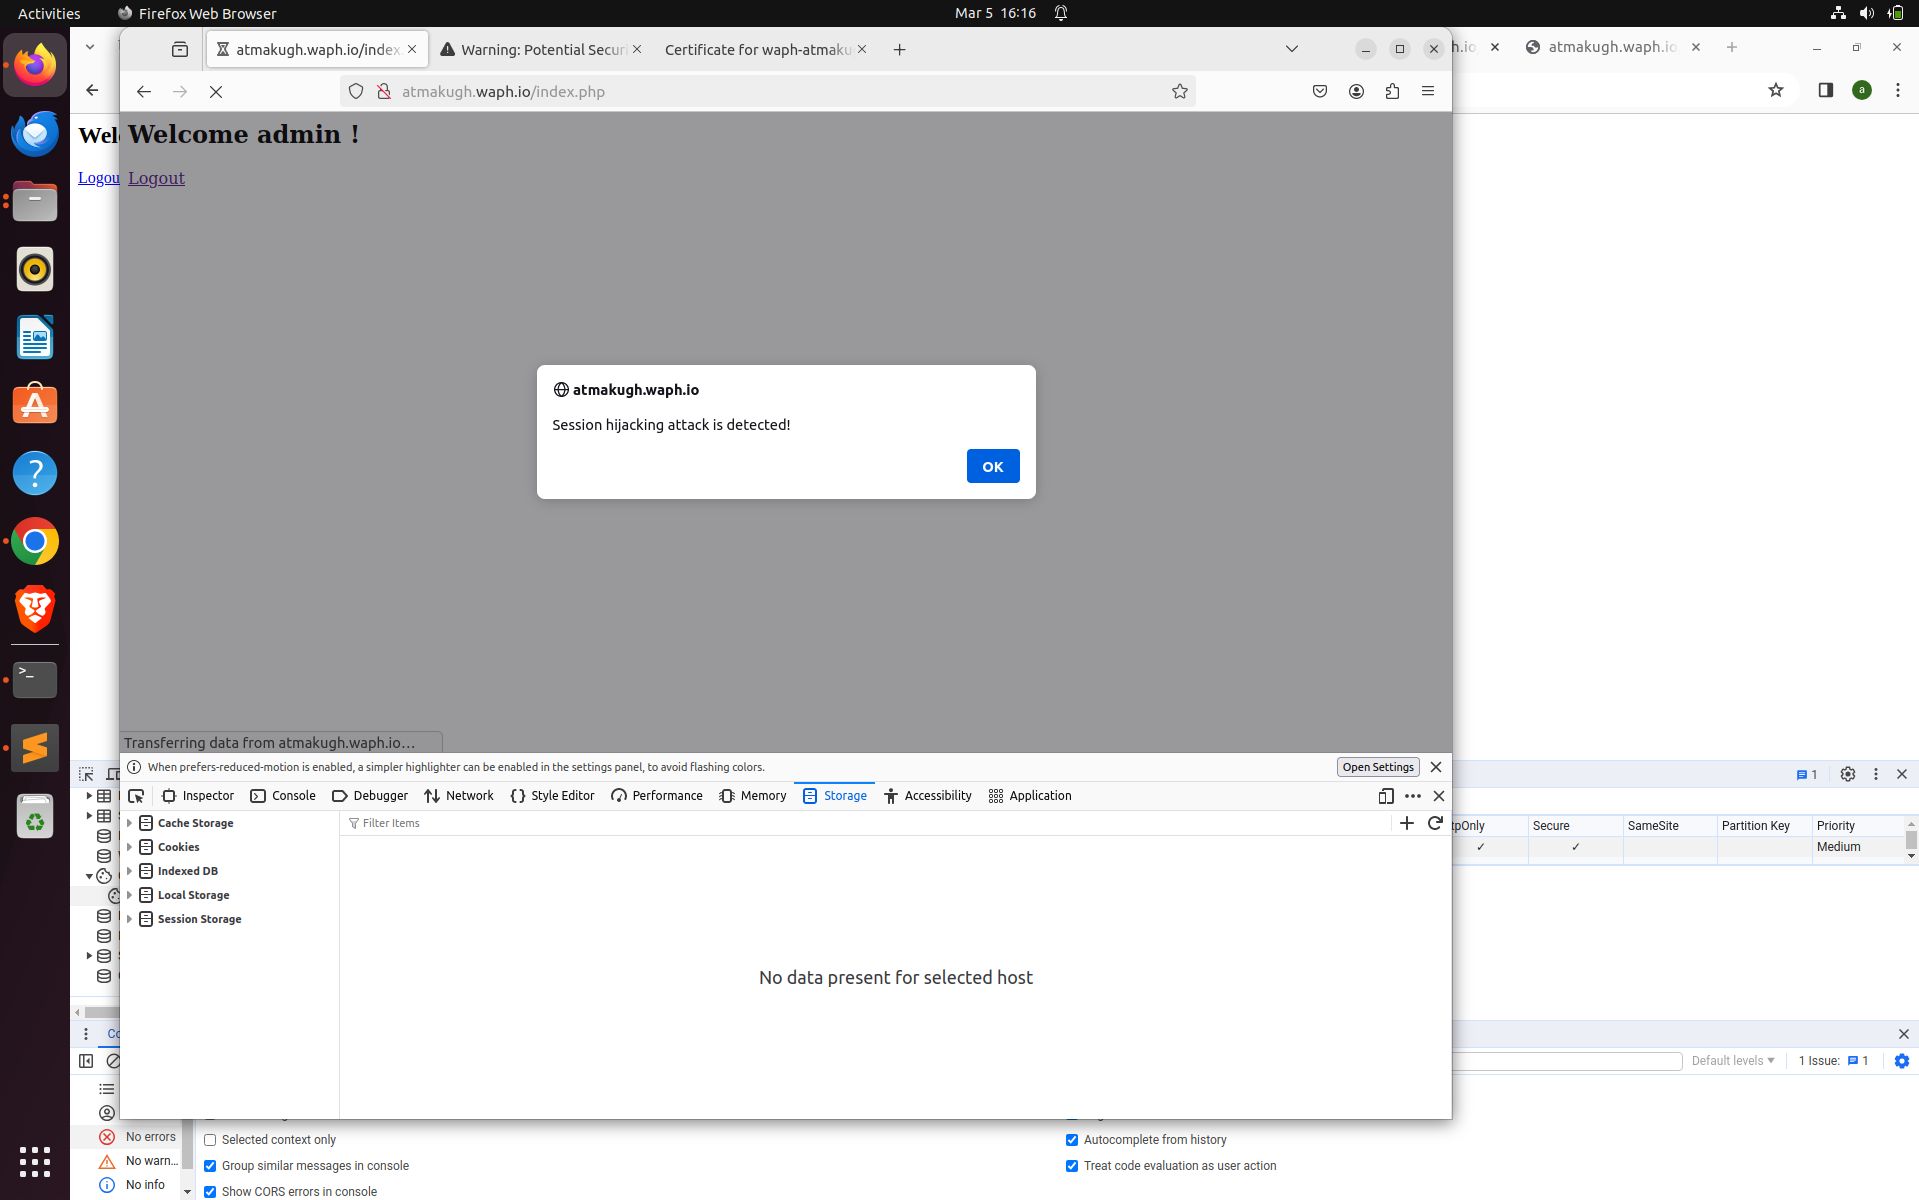 Activities
Firefox Web Browser
Mar 5 16:16
atmakugh.waph.io/index
Warning: Potential Securi
Certificate for waph-atmaku
h.io
atmakugh.waph.io
atmakugh.waph.io/index.php
a
Wel
Welcome admin !
Logou
Logout
atmakugh.waph.io
Session hijacking attack is detected!
OK
Transferring data from atmakugh.waph.io…
When prefers-reduced-motion is enabled, a simpler highlighter can be enabled in the settings panel, to avoid flashing colors.
Open Settings
1
Inspector
Console
Debugger
Network
Style Editor
Performance
Memory
Storage
Accessibility
Application
Cache Storage
Filter Items
Cookies
Indexed DB
Local Storage
Session Storage
No data present for selected host
tpOnly
Secure
SameSite
Partition Key
Priority
✓
✓
Medium
Co
Default levels
1 Issue:
1
No errors
Selected context only
Autocomplete from history
No warn...
Group similar messages in console
Treat code evaluation as user action
No info
Show CORS errors in console